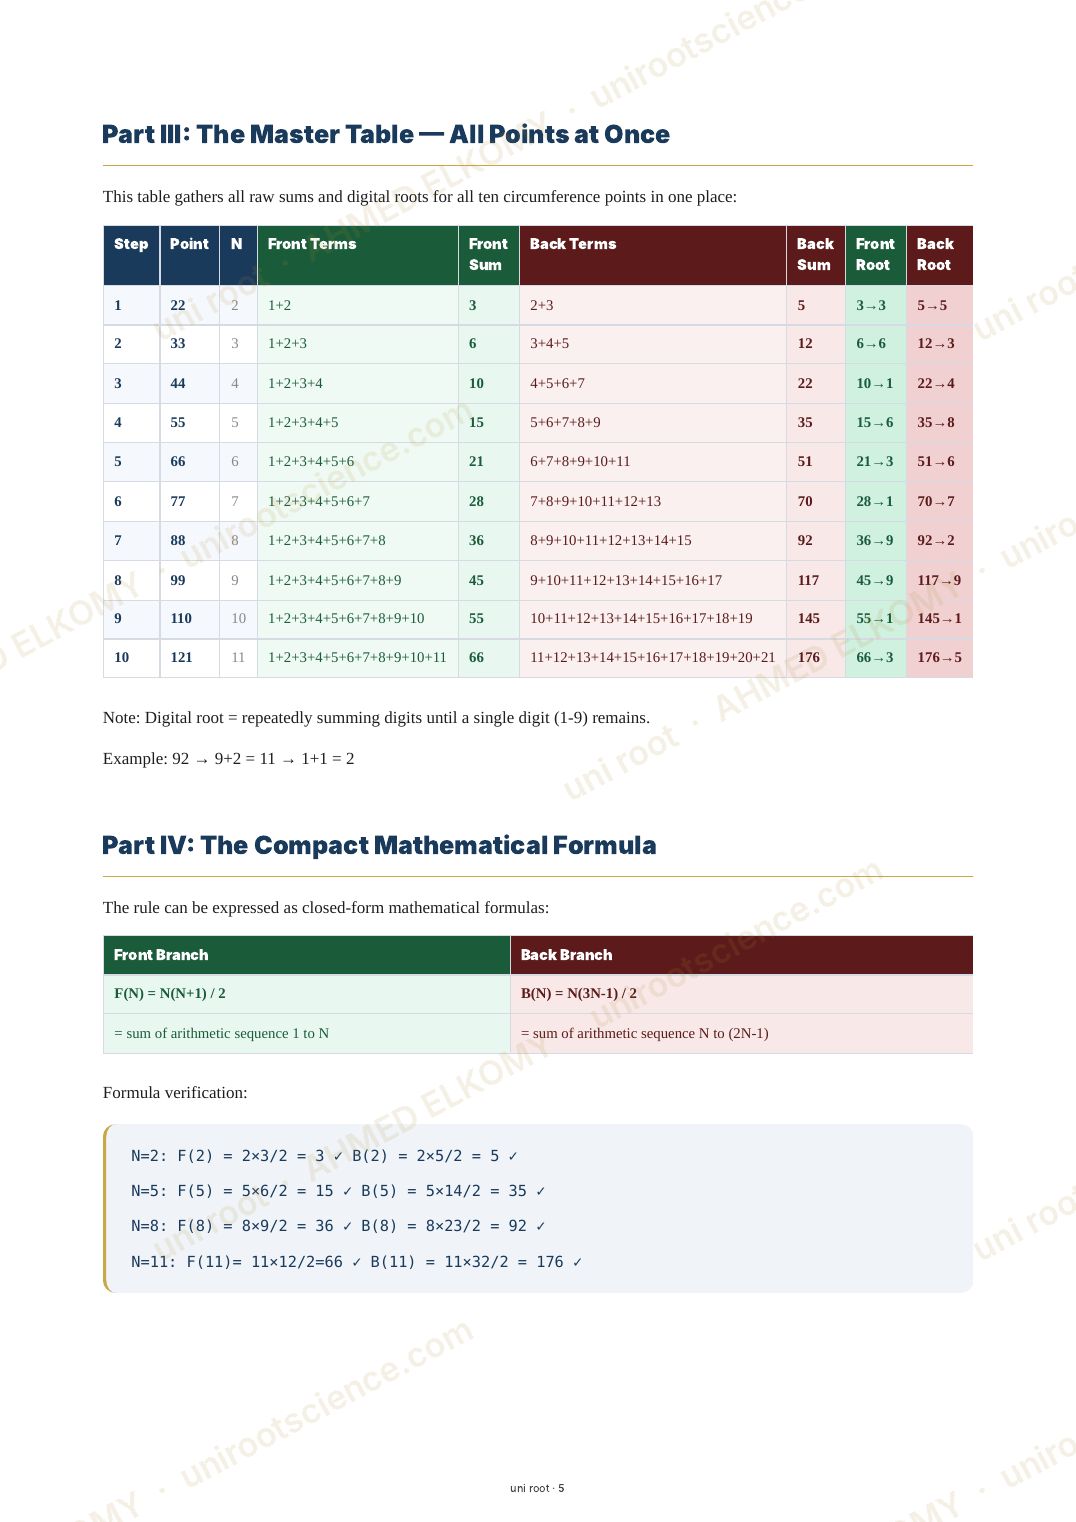 Part III: The Master Table — All Points at Once
This table gathers all raw sums and digital roots for all ten circumference points in one place:
Step Point N Front Terms Front Sum Back Terms Back Sum Front Root Back Root
1 22 2 1+2 3 2+3 5 3→3 5→5
2 33 3 1+2+3 6 3+4+5 12 6→6 12→3
3 44 4 1+2+3+4 10 4+5+6+7 22 10→1 22→4
4 55 5 1+2+3+4+5 15 5+6+7+8+9 35 15→6 35→8
5 66 6 1+2+3+4+5+6 21 6+7+8+9+10+11 51 21→3 51→6
6 77 7 1+2+3+4+5+6+7 28 7+8+9+10+11+12+13 70 28→1 70→7
7 88 8 1+2+3+4+5+6+7+8 36 8+9+10+11+12+13+14+15 92 36→9 92→2
8 99 9 1+2+3+4+5+6+7+8+9 45 9+10+11+12+13+14+15+16+17 117 45→9 117→9
9 110 10 1+2+3+4+5+6+7+8+9+10 55 10+11+12+13+14+15+16+17+18+19 145 55→1 145→1
10 121 11 1+2+3+4+5+6+7+8+9+10+11 66 11+12+13+14+15+16+17+18+19+20+21 176 66→3 176→5
Note: Digital root = repeatedly summing digits until a single digit (1-9) remains.
Example: 92 → 9+2 = 11 → 1+1 = 2
Part IV: The Compact Mathematical Formula
The rule can be expressed as closed-form mathematical formulas:
Front Branch Back Branch
F(N) = N(N+1) / 2 B(N) = N(3N-1) / 2
= sum of arithmetic sequence 1 to N = sum of arithmetic sequence N to (2N-1)
Formula verification:
N=2: F(2) = 2×3/2 = 3 ✓ B(2) = 2×5/2 = 5 ✓
N=5: F(5) = 5×6/2 = 15 ✓ B(5) = 5×14/2 = 35 ✓
N=8: F(8) = 8×9/2 = 36 ✓ B(8) = 8×23/2 = 92 ✓
N=11: F(11)= 11×12/2=66 ✓ B(11) = 11×32/2 = 176 ✓
uni root · AHMED ELKOMY · unirootscience.com
uni root · 5